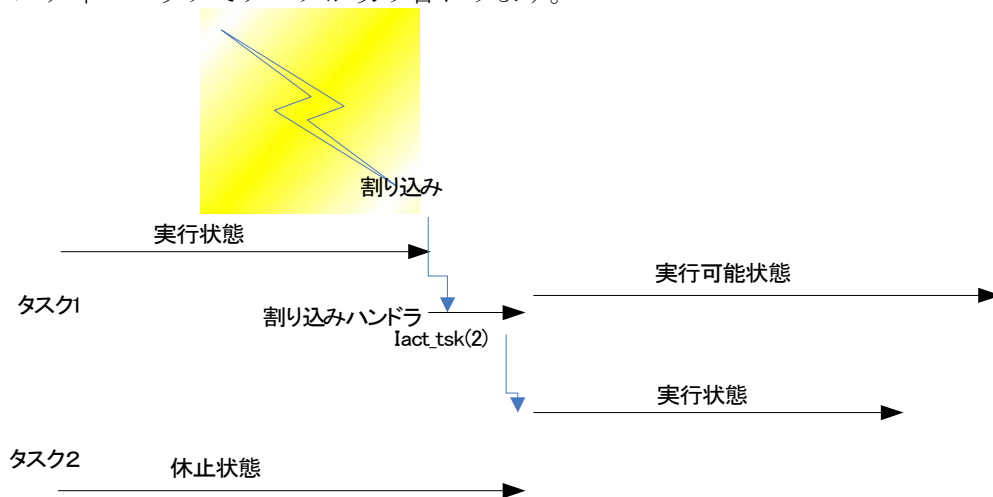 割り込み
実行状態
実行可能状態
タスク1
割り込みハンドラ
Iact_tsk(2)
実行状態
タスク2
休止状態